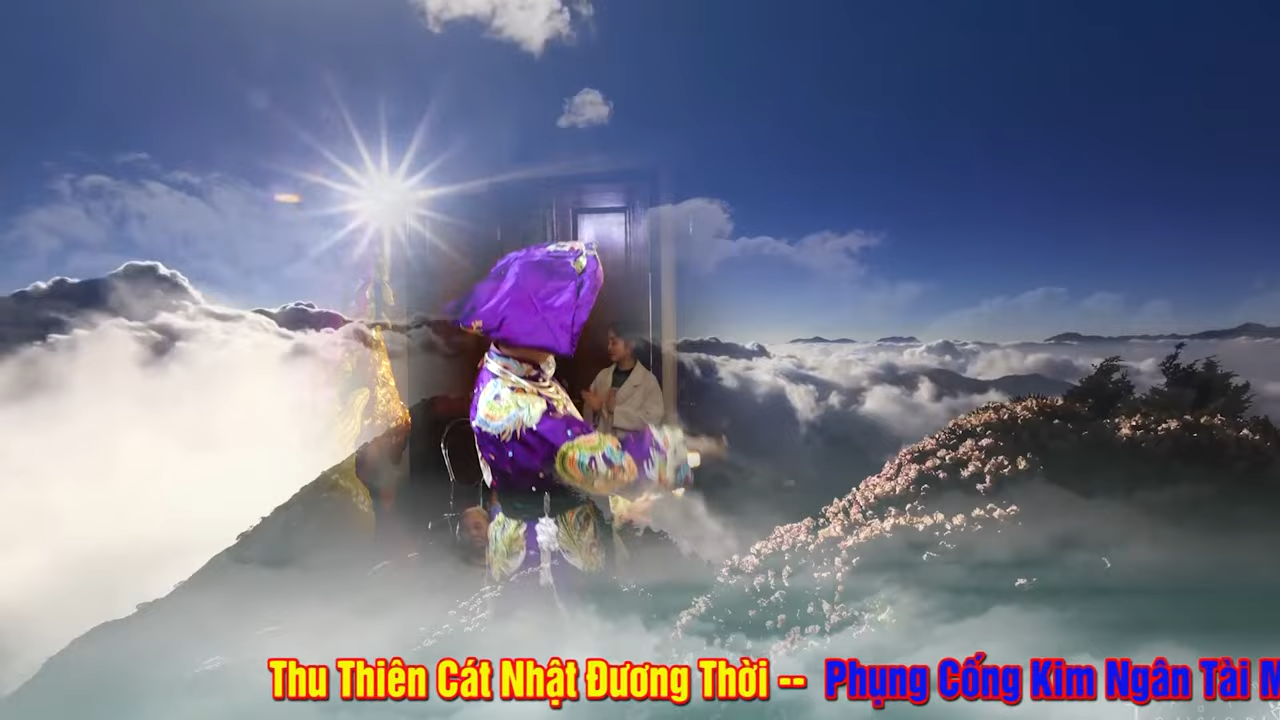 Thu Thiên Cát Nhật Đương Thời -- Phụng Cống Kim Ngân Tài